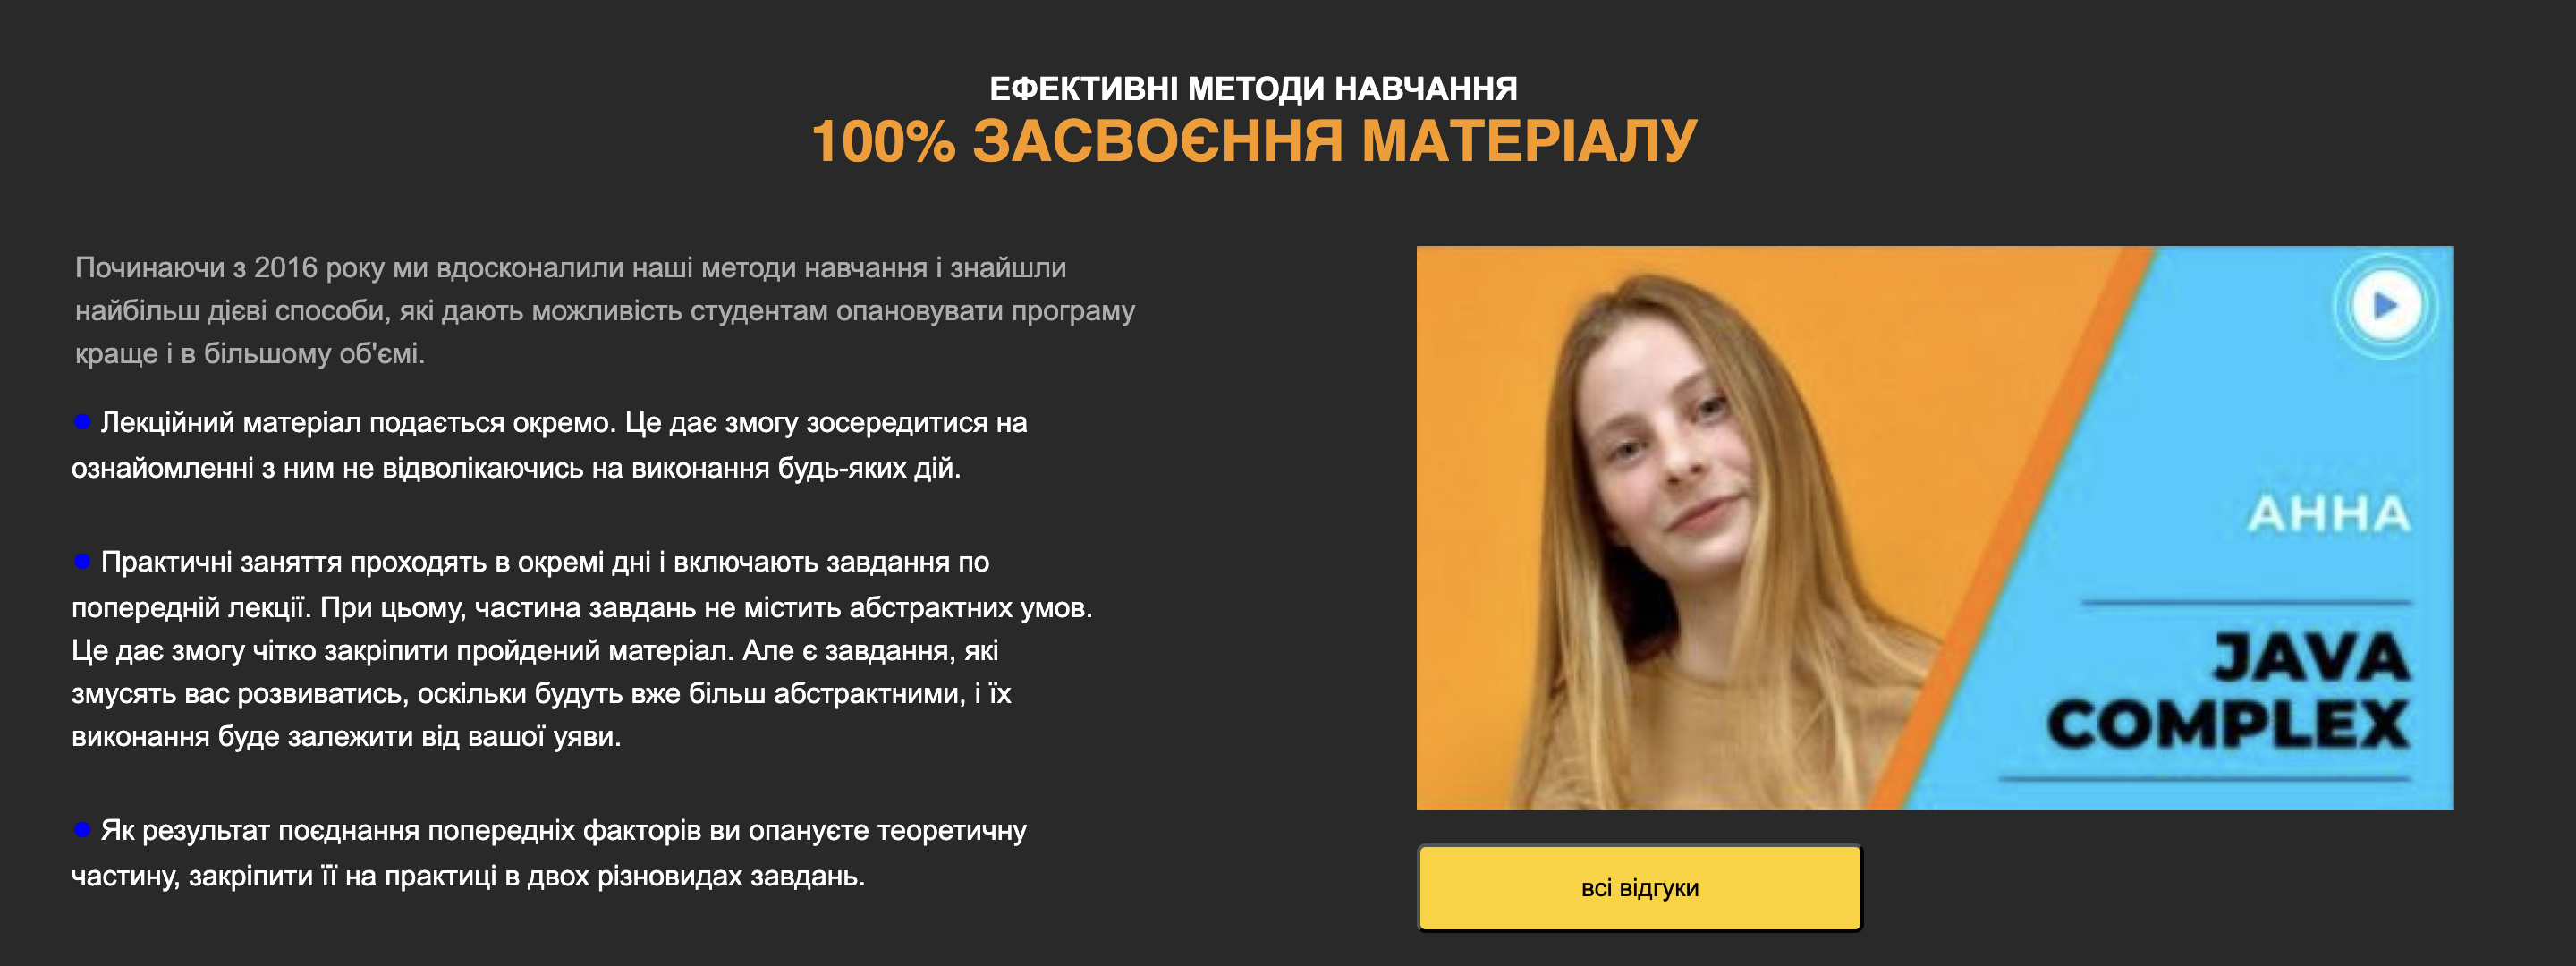 ЕФЕКТИВНІ МЕТОДИ НАВЧАННЯ
100% ЗАСВОЄННЯ МАТЕРІАЛУ
Починаючи з 2016 року ми вдосконалили наші методи навчання і знайшли
найбільш дієві способи, які дають можливість студентам опановувати програму
краще і в більшому об'ємі.
● Лекційний матеріал подається окремо. Це дає змогу зосередитися на
ознайомленні з ним не відволікаючись на виконання будь-яких дій.
● Практичні заняття проходять в окремі дні і включають завдання по
попередній лекції. При цьому, частина завдань не містить абстрактних умов.
Це дає змогу чітко закріпити пройдений матеріал. Але є завдання, які
змусять вас розвиватись, оскільки будуть вже більш абстрактними, і їх
виконання буде залежити від вашої уяви.
● Як результат поєднання попередніх факторів ви опануєте теоретичну
частину, закріпити її на практиці в двох різновидах завдань.
АННА
JAVA
COMPLEX
всі відгуки